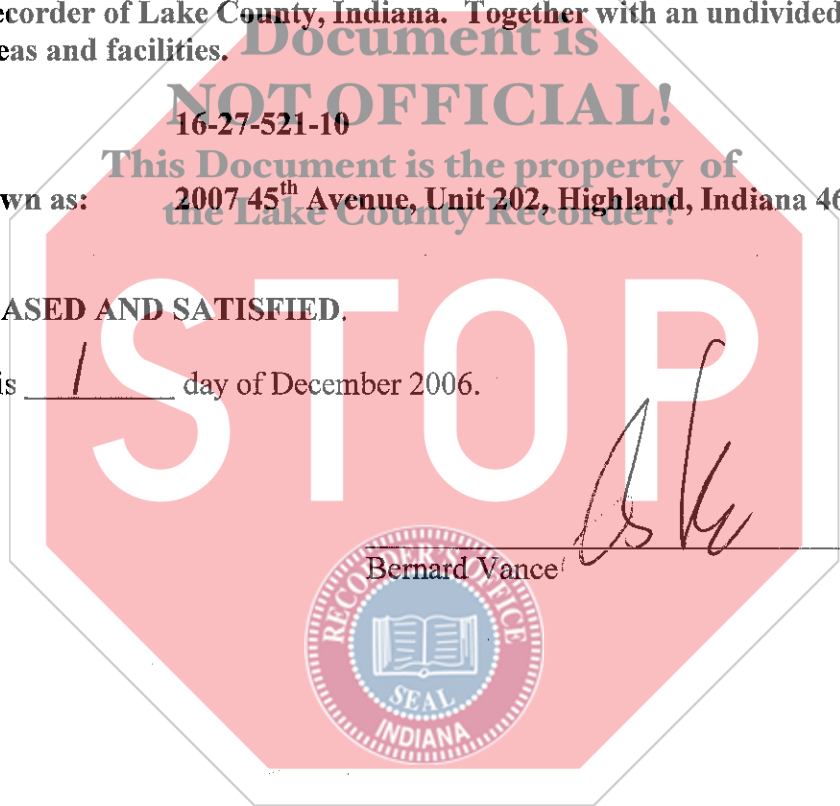 ecorder of Lake County, Indiana. Together with an undivided
eas and facilities.
Document is
NOT OFFICIAL!
16-27-521-10
This Document is the property of
the Lake County Recorder!
wn as: 2007 45th Avenue, Unit 202, Highland, Indiana 46
STOP
ASED AND SATISFIED.
is 1 day of December 2006.
Bernard Vance
RECORDER'S OFFICE
SEAL
INDIANA